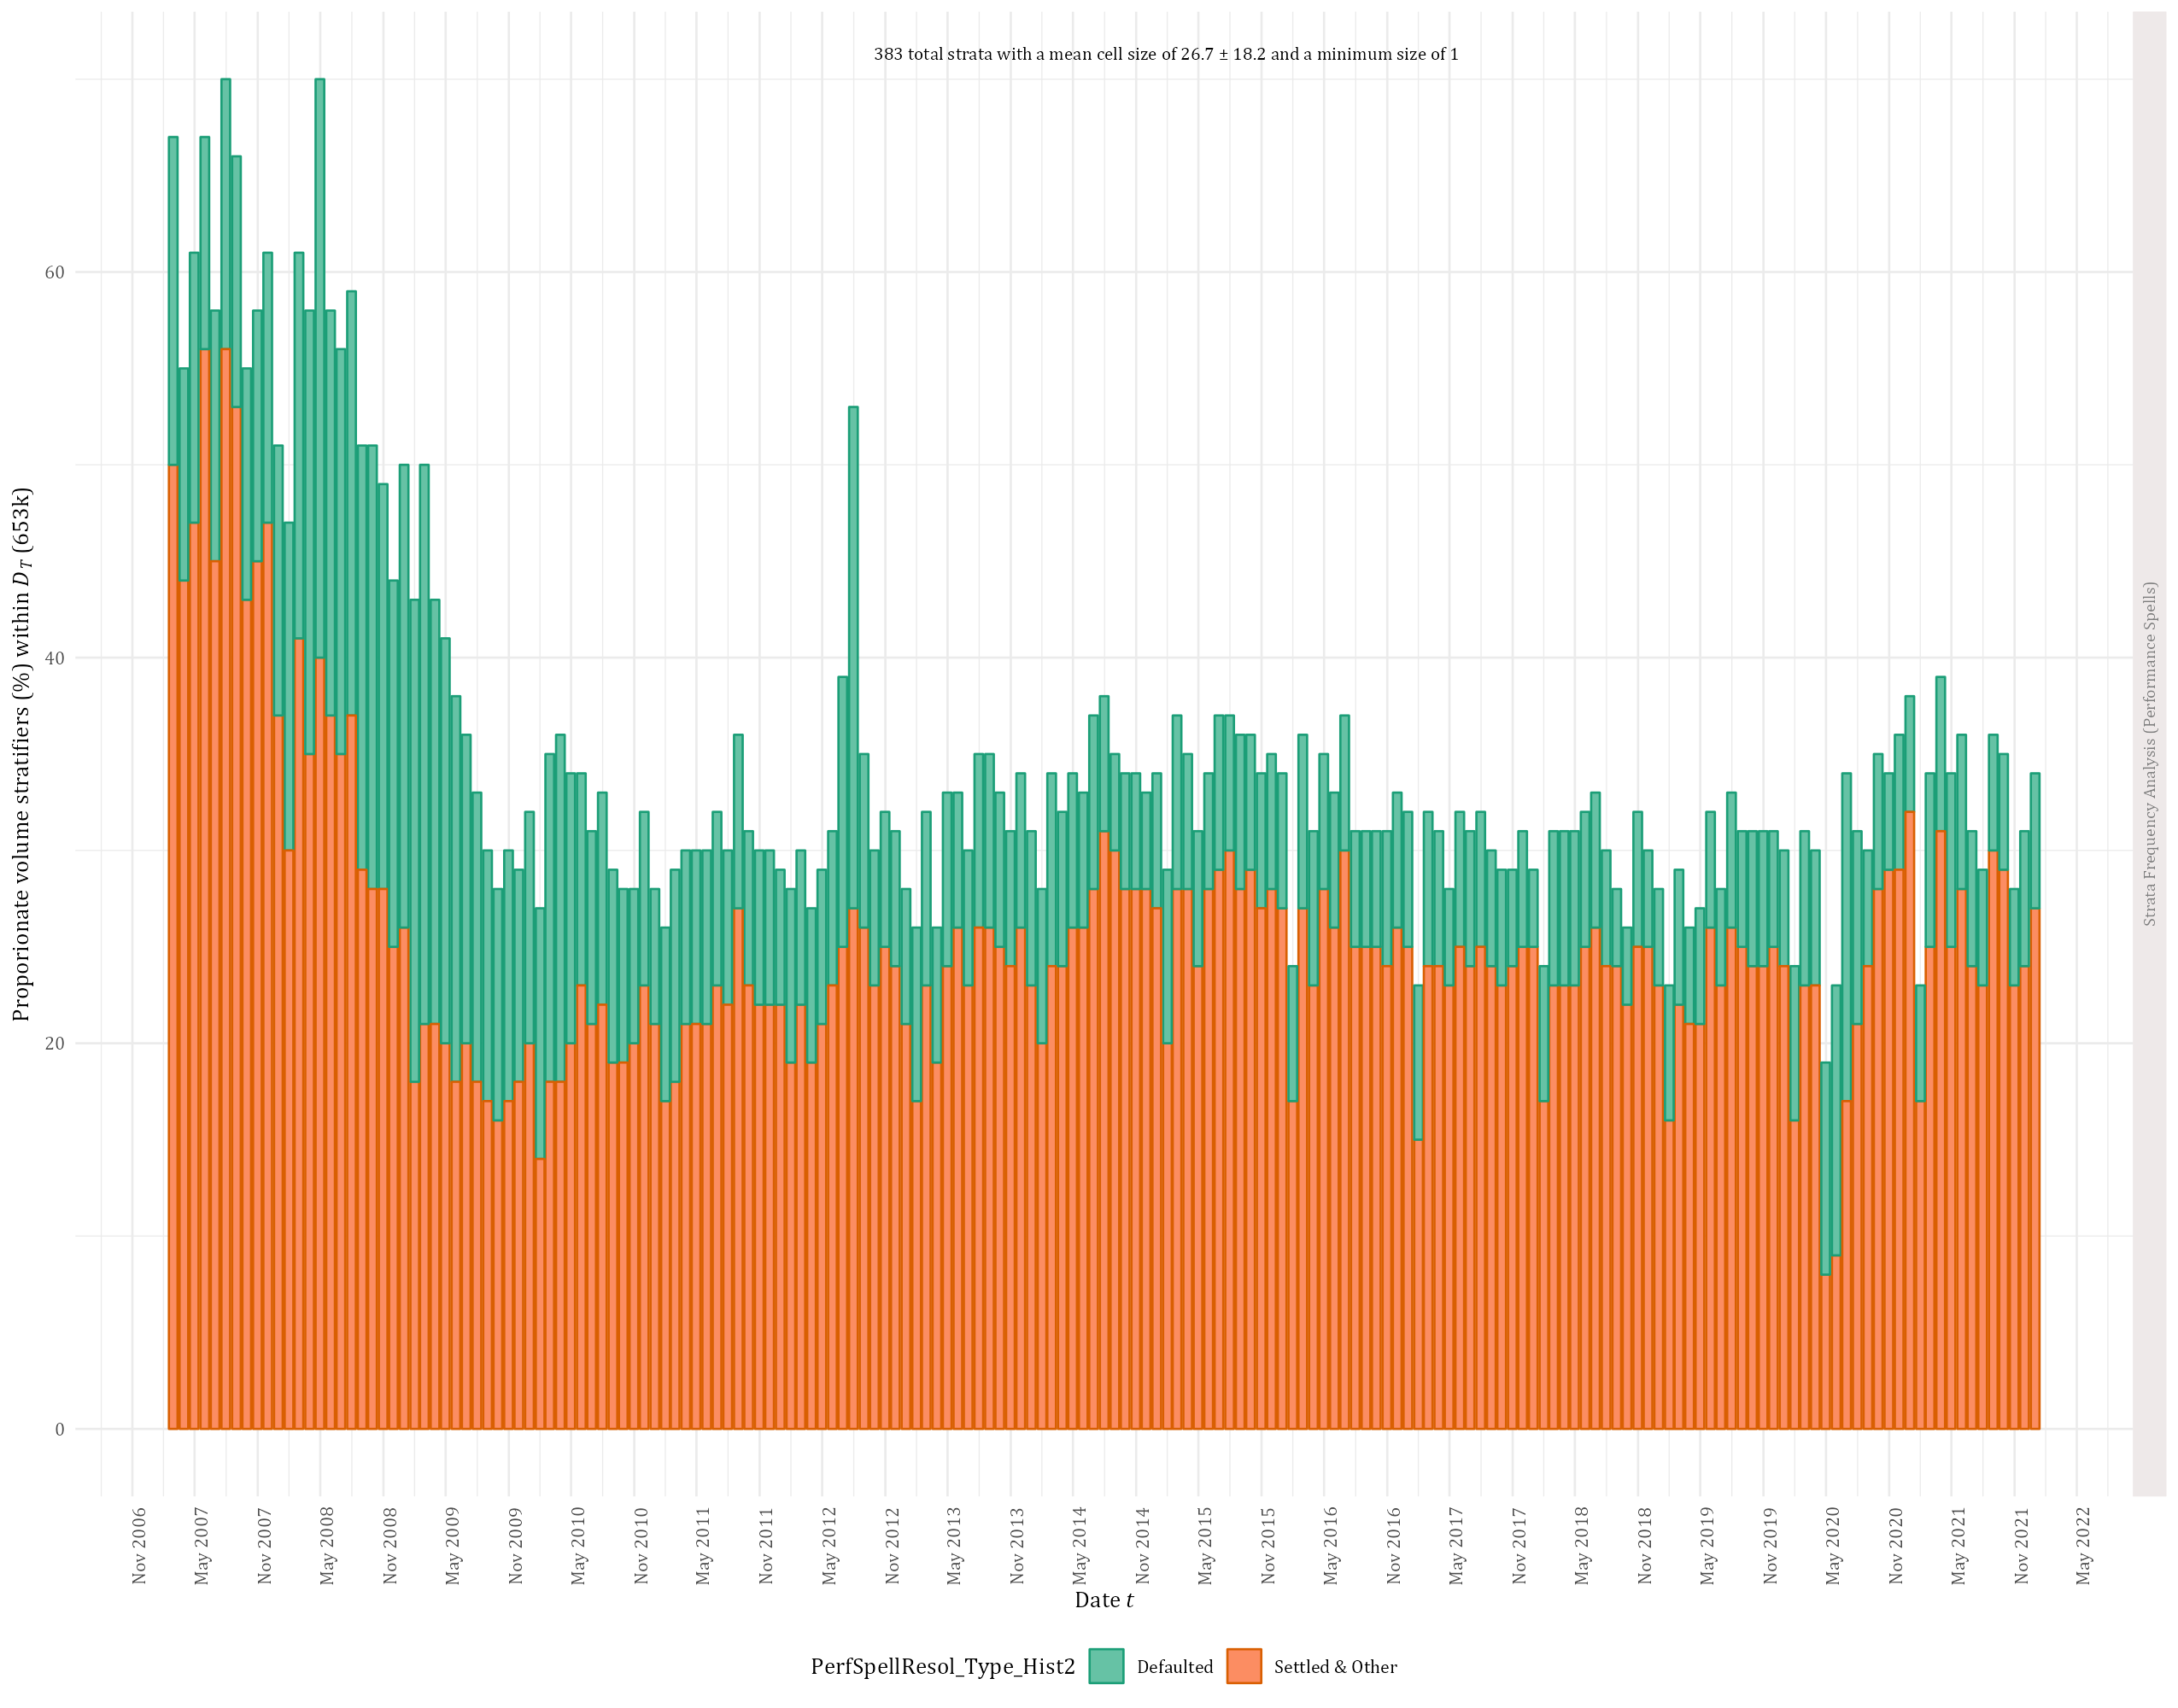 383 total strata with a mean cell size of 26.7 ± 18.2 and a minimum size of 1
Proporionate volume stratifiers (%) within D_T (653k)
60
40
20
0
Strata Frequency Analysis (Performance Spells)
Nov 2006
May 2007
Nov 2007
May 2008
Nov 2008
May 2009
Nov 2009
May 2010
Nov 2010
May 2011
Nov 2011
May 2012
Nov 2012
May 2013
Nov 2013
May 2014
Nov 2014
May 2015
Nov 2015
May 2016
Nov 2016
May 2017
Nov 2017
May 2018
Nov 2018
May 2019
Nov 2019
May 2020
Nov 2020
May 2021
Nov 2021
May 2022
Date t
PerfSpellResol_Type_Hist2 Defaulted Settled & Other